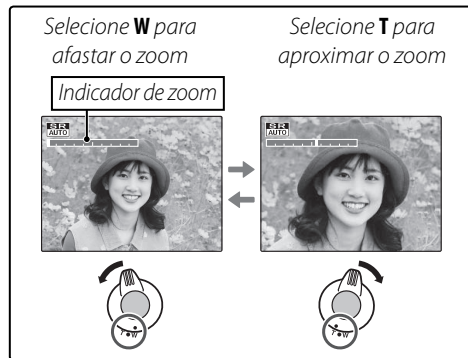 Selecione W para
afastar o zoom
Selecione T para
aproximar o zoom
Indicador de zoom
SR
AUTO
SR
AUTO
T W
T W